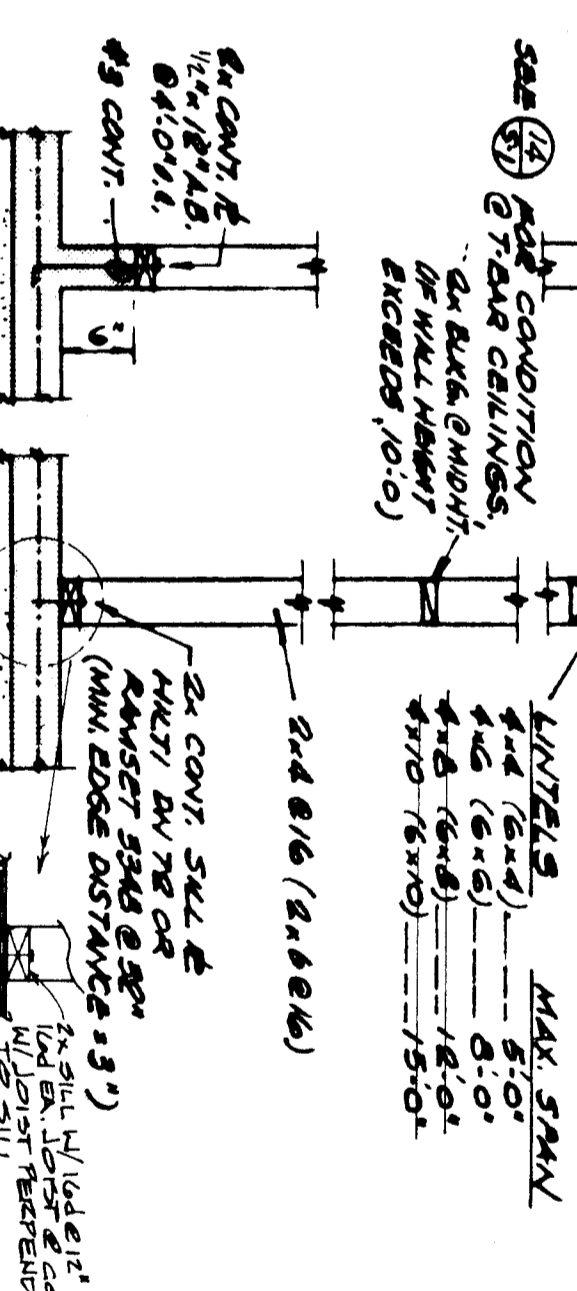 SEE 14/S1 FOR CONDITION
@ T-BAR CEILINGS.
2x BLKG. @ MIDHT.
(IF WALL HEIGHT
EXCEEDS 10'-0)
2x CONT. PL
1/2" x 12" A.B.
@ 4'-0" O.C.
#3 CONT.
6"
LINTELS MAX. SPAN
4x4 (6x4) ---- 5'-0"
4x6 (6x6) ---- 8'-0"
4x8 (6x8) ---- 12'-0"
4x10 (6x10) ---- 15'-0"
2x4 @ 16 (2x6 @ 16)
2x CONT. SILL PL
HILTI DN 72 OR
RAMSET 3348 @ 32"
(MIN. EDGE DISTANCE = 3")
2x SILL W/ 16d @ 12"
16d EA. JOIST @
W/ JOIST PERPEND
TO SILL